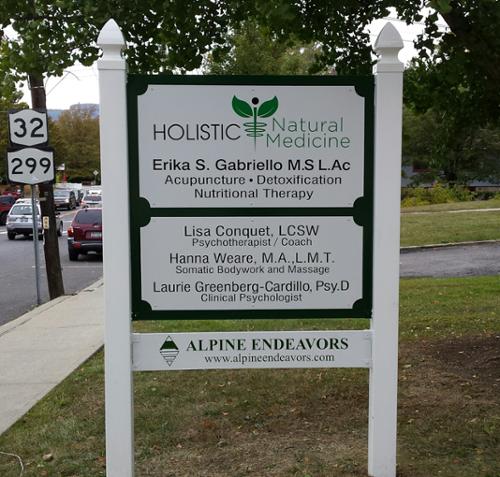 32
299
HOLISTIC Natural
Medicine
Erika S. Gabriello M.S L.Ac
Acupuncture • Detoxification
Nutritional Therapy
Lisa Conquet, LCSW
Psychotherapist / Coach
Hanna Weare, M.A.,L.M.T.
Somatic Bodywork and Massage
Laurie Greenberg-Cardillo, Psy.D
Clinical Psychologist
ALPINE ENDEAVORS
www.alpineendeavors.com